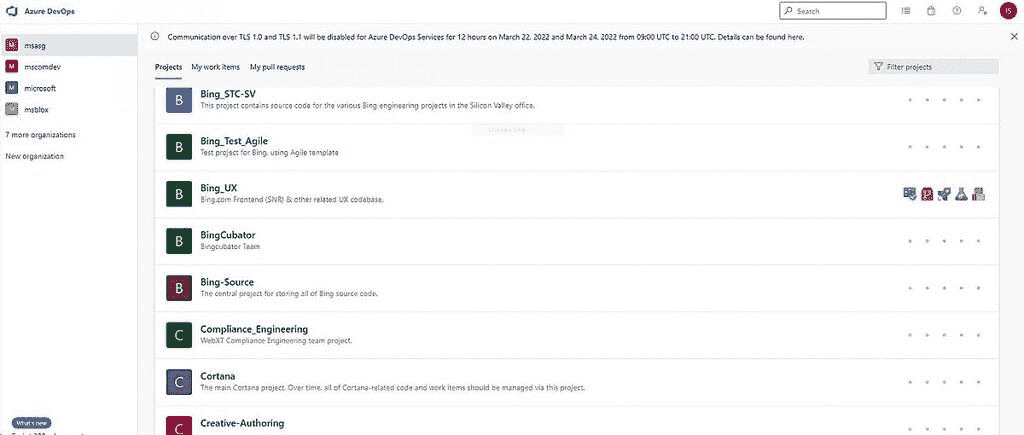 Azure DevOps
Search
IS
M msasg
M mscomdev
M microsoft
M msblox
7 more organizations
New organization
What's new
Communication over TLS 1.0 and TLS 1.1 will be disabled for Azure DevOps Services for 12 hours on March 22, 2022 and March 24, 2022 from 09:00 UTC to 21:00 UTC. Details can be found here.
Projects My work items My pull requests
Filter projects
B Bing_STC-SV
This project contains source code for the various Bing engineering projects in the Silicon Valley office.
B Bing_Test_Agile
Test project for Bing, using Agile template
B Bing_UX
Bing.com Frontend (SNR) & other related UX codabase.
B BingCubator
Bingcubator Team
B Bing-Source
The central project for storing all of Bing source code.
C Compliance_Engineering
WebXT Compliance Engineering team project.
C Cortana
The main Cortana project. Over time, all of Cortana-related code and work items should be managed via this project.
C Creative-Authoring